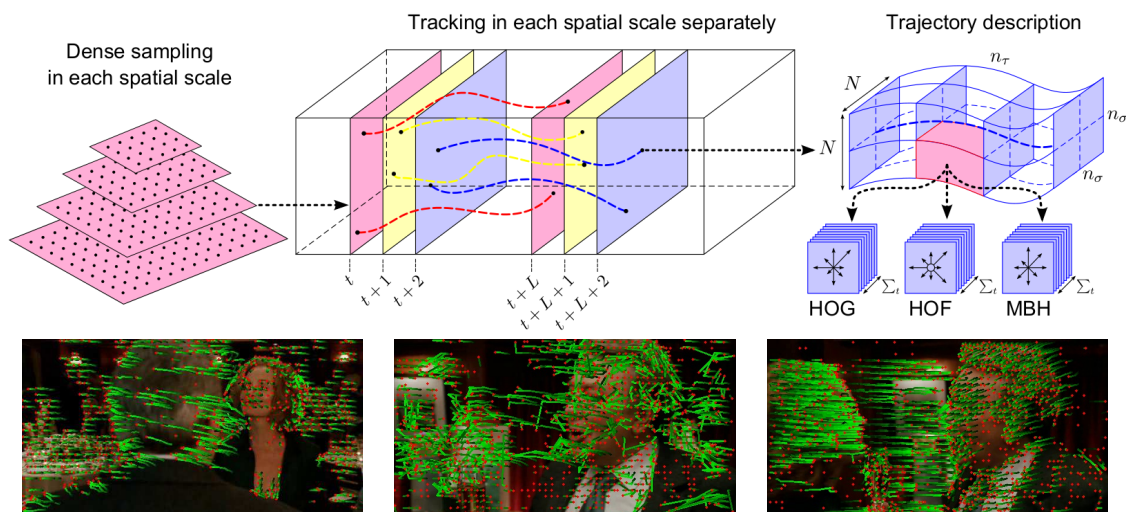 Dense sampling
in each spatial scale
Tracking in each spatial scale separately
t
t + 1
t + 2
t + L
t + L + 1
t + L + 2
Trajectory description
N
n_τ
N
n_σ
n_σ
Σ_t
Σ_t
Σ_t
HOG
HOF
MBH